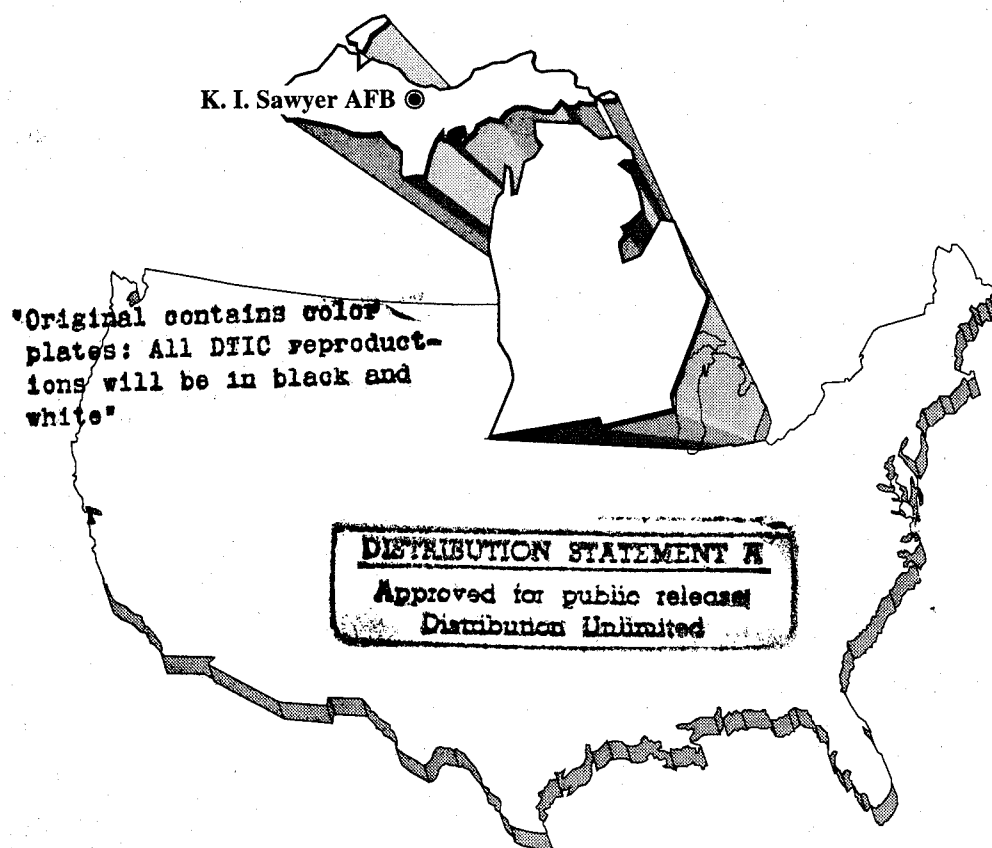 K. I. Sawyer AFB
"Original contains color
plates: All DTIC reproduct-
ions will be in black and
white"
DISTRIBUTION STATEMENT A
Approved for public release;
Distribution Unlimited